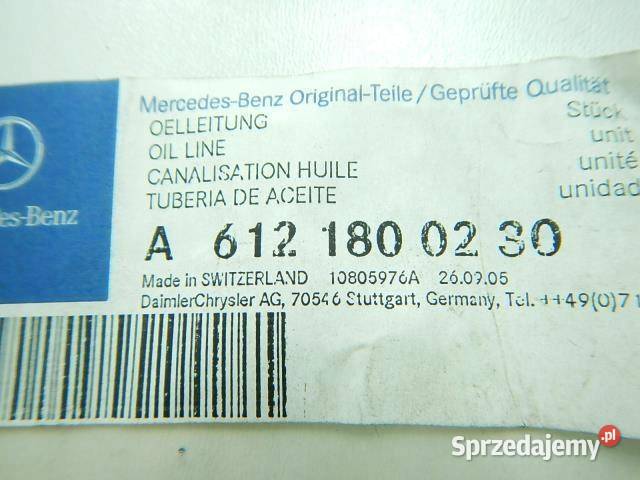 Mercedes-Benz Original-Teile/Geprüfte Qualität
OELLEITUNG Stück
OIL LINE unit
CANALISATION HUILE unité
TUBERIA DE ACEITE unidad
es-Benz
A 612 180 02 30
Made in SWITZERLAND 10805976A 26.09.05
DaimlerChrysler AG, 70546 Stuttgart, Germany, Tel. ++49(0)71
Sprzedajemy.pl